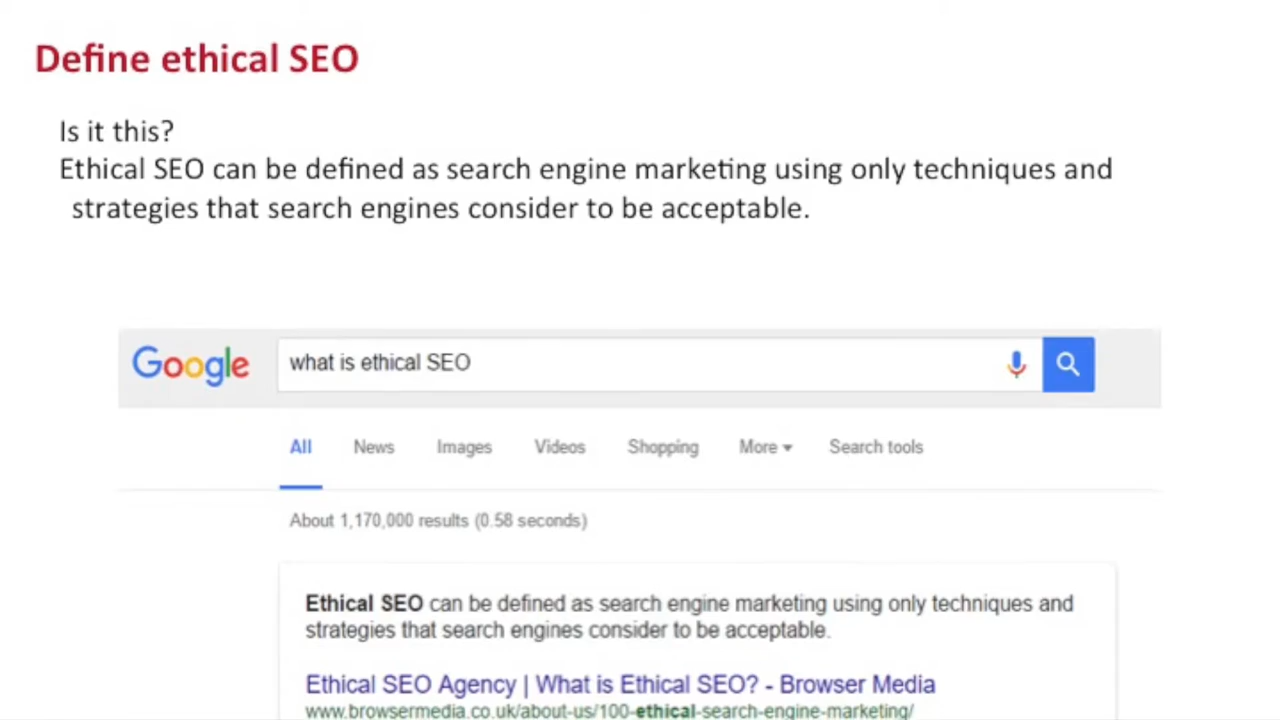 Define ethical SEO
Is it this?
Ethical SEO can be defined as search engine marketing using only techniques and
strategies that search engines consider to be acceptable.
Google what is ethical SEO
All News Images Videos Shopping More Search tools
About 1,170,000 results (0.58 seconds)
Ethical SEO can be defined as search engine marketing using only techniques and
strategies that search engines consider to be acceptable.
Ethical SEO Agency | What is Ethical SEO? - Browser Media
www.browsermedia.co.uk/about-us/100-ethical-search-engine-marketing/